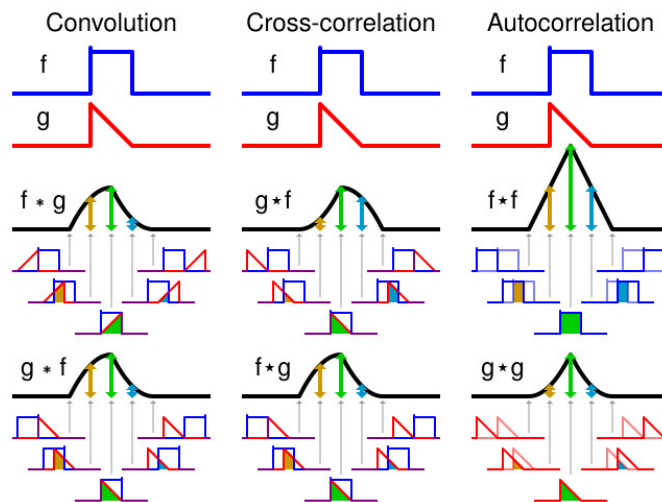 Convolution Cross-correlation Autocorrelation
f f f
g g g
f * g g⋆f f⋆f
g * f f⋆g g⋆g